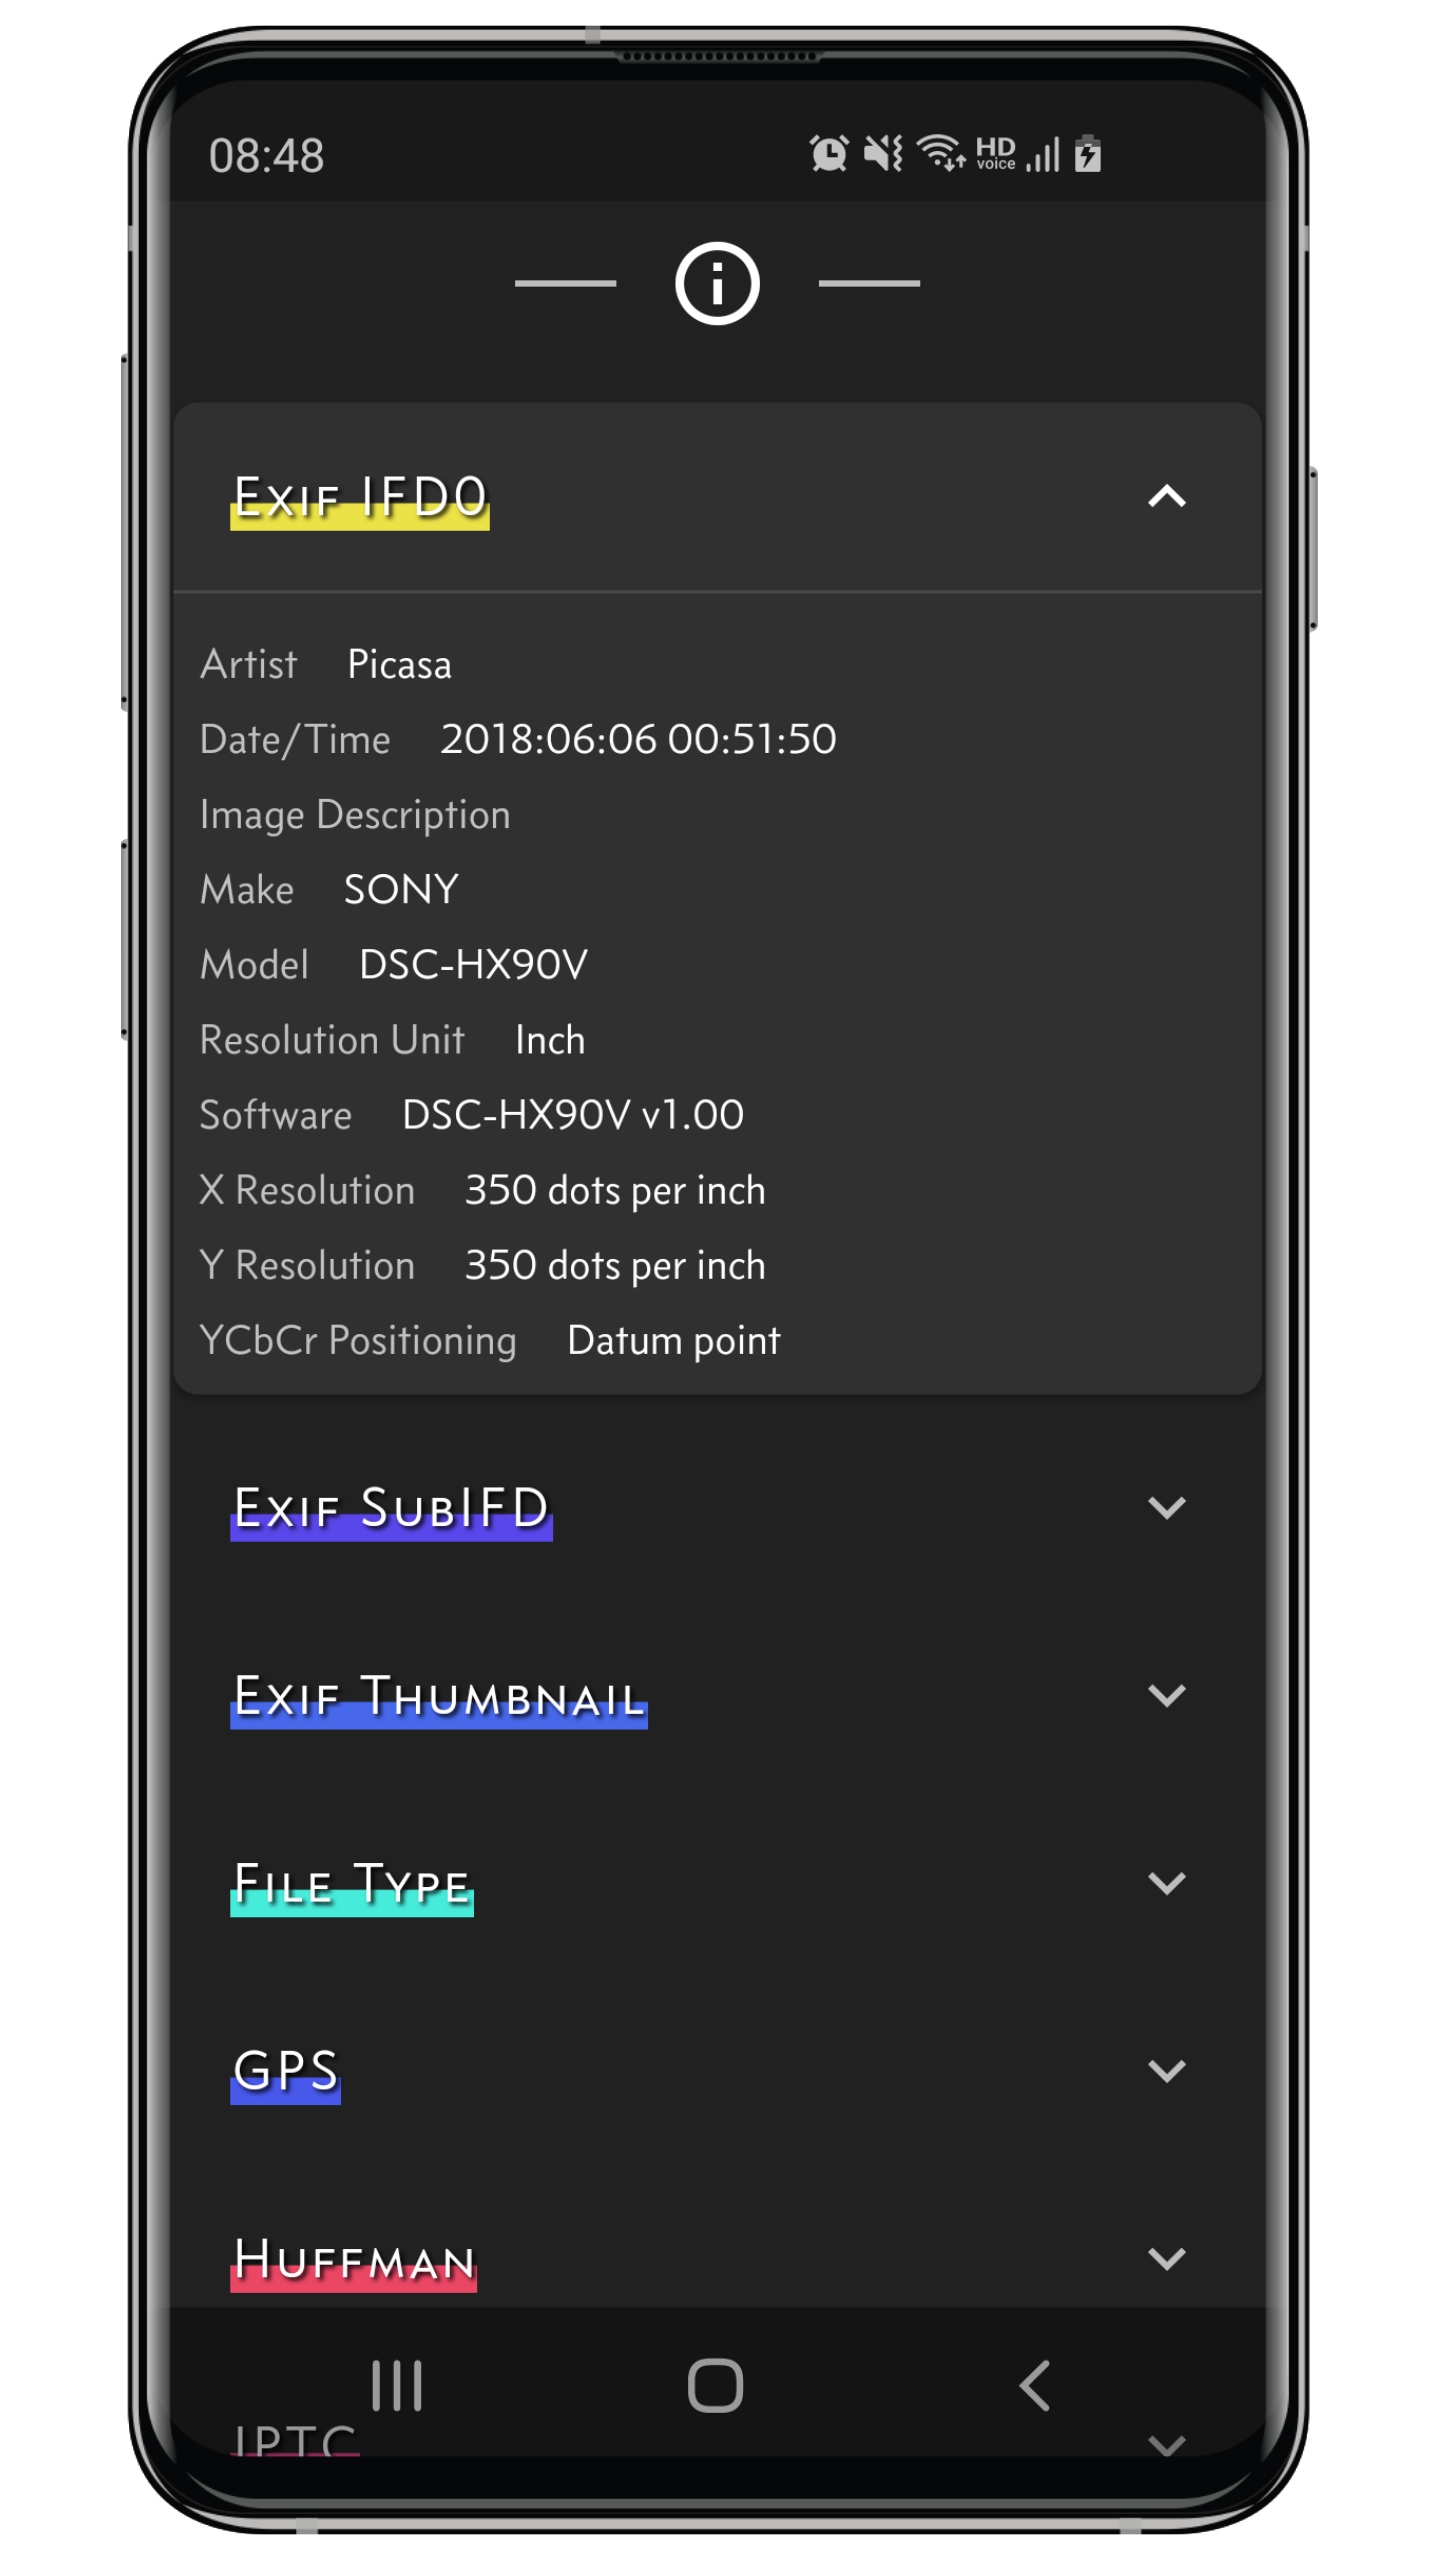 08:48 HD voice
Exif IFD0
Artist Picasa
Date/Time 2018:06:06 00:51:50
Image Description
Make SONY
Model DSC-HX90V
Resolution Unit Inch
Software DSC-HX90V v1.00
X Resolution 350 dots per inch
Y Resolution 350 dots per inch
YCbCr Positioning Datum point
Exif SubIFD
Exif Thumbnail
File Type
GPS
Huffman
IPTC